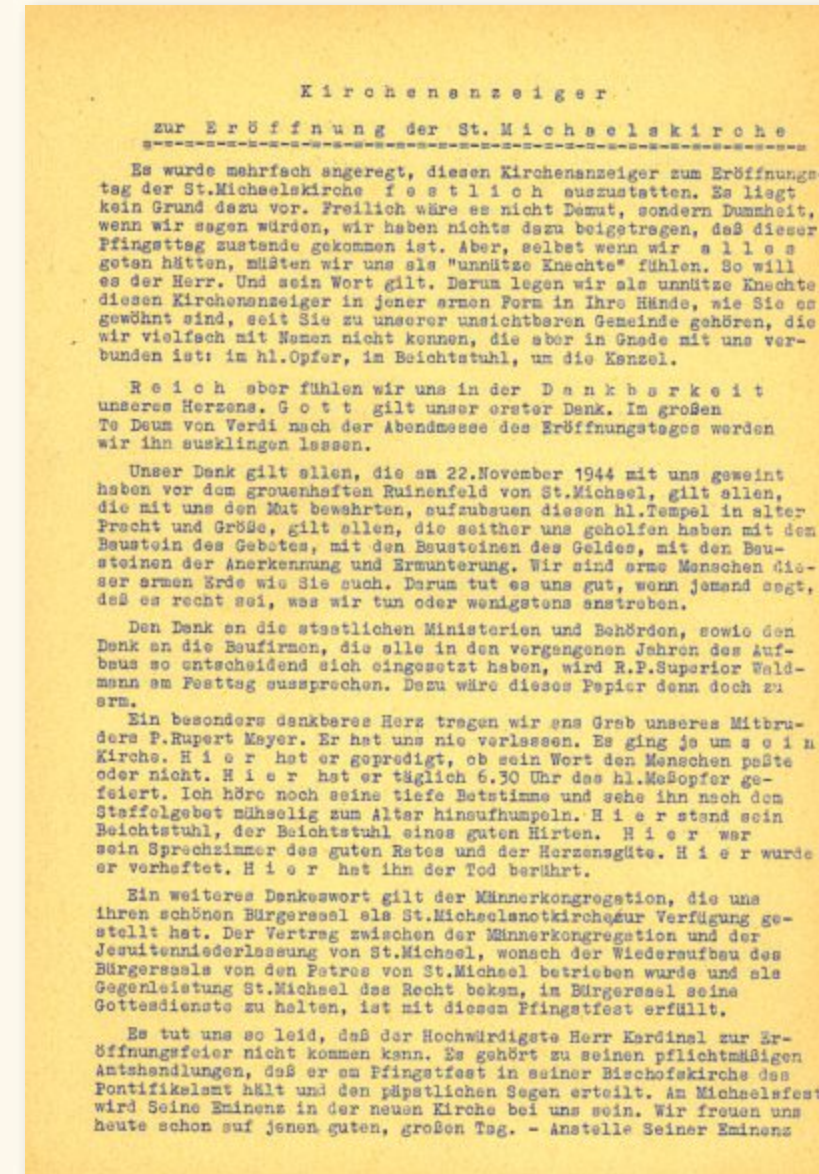 K i r c h e n a n z e i g e r
zur E r ö f f n u n g der St. M i c h a e l s k i r c h e
=-=-=-=-=-=-=-=-=-=-=-=-=-=-=-=-=-=-=-=-=-=-=-=-=-=-=
Es wurde mehrfach angeregt, diesen Kirchenanzeiger zum Eröffnungs-
tag der St.Michaelskirche f e s t l i c h auszustatten. Es liegt
kein Grund dazu vor. Freilich wäre es nicht Demut, sondern Dummheit,
wenn wir sagen würden, wir haben nichts dazu beigetragen, daß dieser
Pfingsttag zustande gekommen ist. Aber, selbst wenn wir a l l e s
getan hätten, müßten wir uns als "unnütze Knechte" fühlen. So will
es der Herr. Und sein Wort gilt. Darum legen wir als unnütze Knechte
diesen Kirchenanzeiger in jener armen Form in Ihre Hände, wie Sie es
gewöhnt sind, seit Sie zu unserer unsichtbaren Gemeinde gehören, die
wir vielfach mit Namen nicht kennen, die aber in Gnade mit uns ver-
bunden ist: im hl.Opfer, im Beichtstuhl, um die Kanzel.
R e i c h aber fühlen wir uns in der D a n k b a r k e i t
unseres Herzens. G o t t gilt unser erster Dank. Im großen
Te Deum von Verdi nach der Abendmesse des Eröffnungstages werden
wir ihn ausklingen lassen.
Unser Dank gilt allen, die am 22.November 1944 mit uns geweint
haben vor dem grauenhaften Ruinenfeld von St.Michael, gilt allen,
die mit uns den Mut bewahrten, aufzubauen diesen hl.Tempel in alter
Pracht und Größe, gilt allen, die seither uns geholfen haben mit dem
Baustein des Gebetes, mit den Bausteinen des Geldes, mit den Bau-
steinen der Anerkennung und Ermunterung. Wir sind arme Menschen die-
ser armen Erde wie Sie auch. Darum tut es uns gut, wenn jemand sagt,
daß es recht sei, was wir tun oder wenigstens anstreben.
Den Dank an die staatlichen Ministerien und Behörden, sowie den
Dank an die Baufirmen, die alle in den vergangenen Jahren des Auf-
baus so entscheidend sich eingesetzt haben, wird R.P.Superior Wald-
mann am Festtag aussprechen. Dazu wäre dieses Papier denn doch zu
arm.
Ein besonders dankbares Herz tragen wir ans Grab unseres Mitbru-
ders P.Rupert Mayer. Er hat uns nie verlassen. Es ging ja um s e i n
Kirche. H i e r hat er gepredigt, ob sein Wort den Menschen paßte
oder nicht. H i e r hat er täglich 6.30 Uhr das hl.Meßopfer ge-
feiert. Ich höre noch seine tiefe Betstimme und sehe ihn nach dem
Staffelgebet mühselig zum Altar hinaufhumpeln. H i e r stand sein
Beichtstuhl, der Beichtstuhl eines guten Hirten. H i e r war
sein Sprechzimmer des guten Rates und der Herzensgüte. H i e r wurde
er verhaftet. H i e r hat ihn der Tod berührt.
Ein weiteres Dankeswort gilt der Männerkongregation, die uns
ihren schönen Bürgersaal als St.Michaelsnotkirche zur Verfügung ge-
stellt hat. Der Vertrag zwischen der Männerkongregation und der
Jesuitenniederlassung von St.Michael, wonach der Wiederaufbau des
Bürgersaals von den Patres von St.Michael betrieben wurde und als
Gegenleistung St.Michael das Recht bekam, im Bürgersaal seine
Gottesdienste zu halten, ist mit diesem Pfingstfest erfüllt.
Es tut uns so leid, daß der Hochwürdigste Herr Kardinal zur Er-
öffnungsfeier nicht kommen kann. Es gehört zu seinen pflichtmäßigen
Amtshandlungen, daß er am Pfingstfest in seiner Bischofskirche das
Pontifikalamt hält und den päpstlichen Segen erteilt. Am Michaelsfest
wird Seine Eminenz in der neuen Kirche bei uns sein. Wir freuen uns
heute schon auf jenen guten, großen Tag. - Anstelle Seiner Eminenz